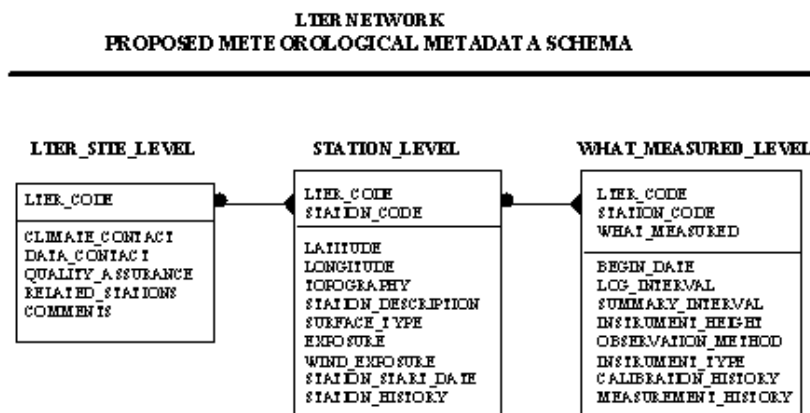 LTER NETWORK
PROPOSED METEOROLOGICAL METADATA SCHEMA
LTER_SITE_LEVEL
LTER_CODE
CLIMATE_CONTACT
DATA_CONTACT
QUALITY_ASSURANCE
RELATED_STATIONS
COMMENTS
STATION_LEVEL
LTER_CODE
STATION_CODE
LATITUDE
LONGITUDE
TOPOGRAPHY
STATION_DESCRIPTION
SURFACE_TYPE
EXPOSURE
WIND_EXPOSURE
STATION_START_DATE
STATION_HISTORY
WHAT_MEASURED_LEVEL
LTER_CODE
STATION_CODE
WHAT_MEASURED
BEGIN_DATE
LOG_INTERVAL
SUMMARY_INTERVAL
INSTRUMENT_HEIGHT
OBSERVATION_METHOD
INSTRUMENT_TYPE
CALIBRATION_HISTORY
MEASUREMENT_HISTORY